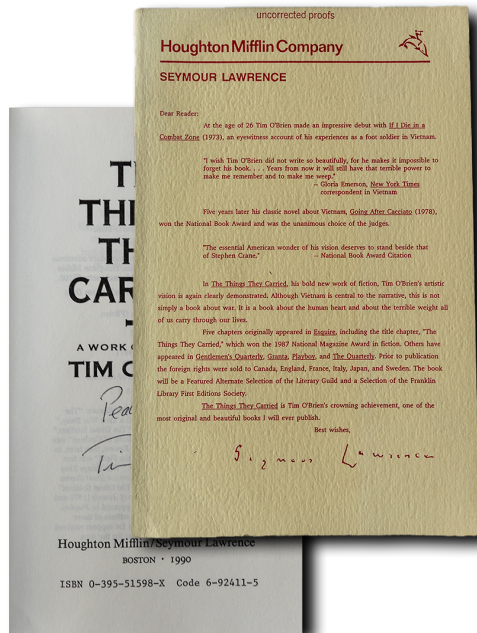 uncorrected proofs
Houghton Mifflin Company
SEYMOUR LAWRENCE
Dear Reader:
At the age of 26 Tim O'Brien made an impressive debut with If I Die in a
Combat Zone (1973), an eyewitness account of his experiences as a foot soldier in Vietnam.
"I wish Tim O'Brien did not write so beautifully, for he makes it impossible to
forget his book. . . . Years from now it will still have that terrible power to
make me remember and to make me weep."
– Gloria Emerson, New York Times
correspondent in Vietnam
Five years later his classic novel about Vietnam, Going After Cacciato (1978),
won the National Book Award and was the unanimous choice of the judges.
"The essential American wonder of his vision deserves to stand beside that
of Stephen Crane." – National Book Award Citation
In The Things They Carried, his bold new work of fiction, Tim O'Brien's artistic
vision is again clearly demonstrated. Although Vietnam is central to the narrative, this is not
simply a book about war. It is a book about the human heart and about the terrible weight all
of us carry through our lives.
Five chapters originally appeared in Esquire, including the title chapter, "The
Things They Carried," which won the 1987 National Magazine Award in fiction. Others have
appeared in Gentlemen's Quarterly, Granta, Playboy, and The Quarterly. Prior to publication
the foreign rights were sold to Canada, England, France, Italy, Japan, and Sweden. The book
will be a Featured Alternate Selection of the Literary Guild and a Selection of the Franklin
Library First Editions Society.
The Things They Carried is Tim O'Brien's crowning achievement, one of the
most original and beautiful books I will ever publish.
Best wishes,
Seymour Lawrence
T
THI
TH
CAR
A WORK O
TIM O
Peac
Ti
Houghton Mifflin/Seymour Lawrence
BOSTON · 1990
ISBN 0-395-51598-X Code 6-92411-5